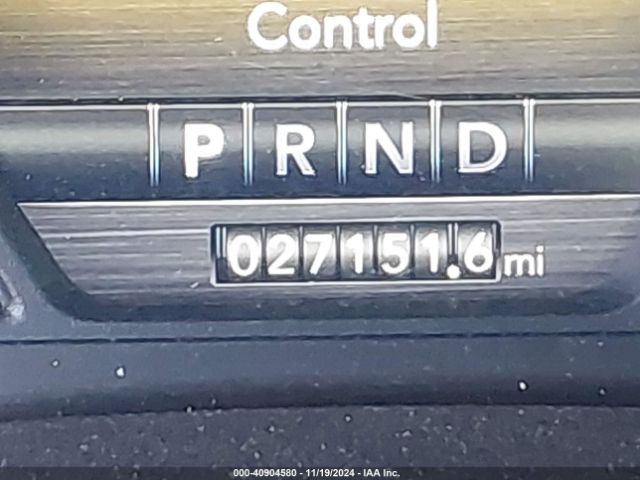 Control
P R N D
027151.6 mi
000-40904580 - 11/19/2024 - IAA Inc.